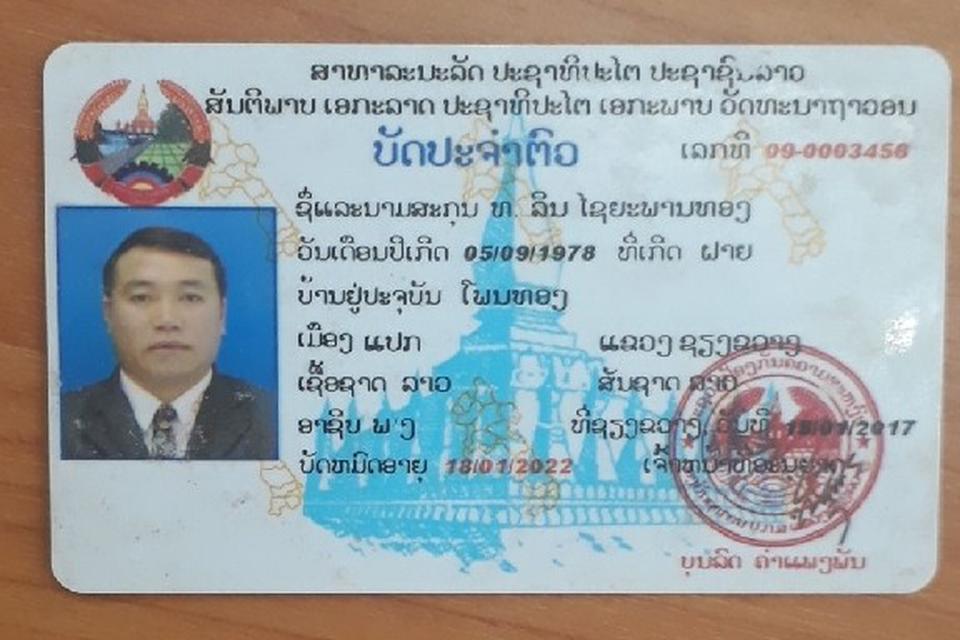 ສາທາລະນະລັດ ປະຊາທິປະໄຕ ປະຊາຊົນລາວ
ສັນຕິພາບ ເອກະລາດ ປະຊາທິປະໄຕ ເອກະພາບ ວັດທະນາຖາວອນ
ບັດປະຈຳຕົວ
ເລກທີ 09-0003456
ຊື່ແລະນາມສະກຸນ ທ. ລິນ ໄຊຍະພານທອງ
ວັນເດືອນປີເກີດ 05/09/1978 ທີ່ເກີດ ຝາຍ
ບ້ານຢູ່ປະຈຸບັນ ໂພນທອງ
ເມືອງ ແປກ ແຂວງ ຊຽງຂວາງ
ເຊື້ອຊາດ ລາວ ສັນຊາດ ລາວ
ອາຊີບ ທີ່ຊຽງຂວາງ, ວັນທີ 18/01/2017
ບັດຫມົດອາຍຸ 18/01/2022 ເຈົ້າຫນ້າທີ່ອະນຸຍາດ
ບຸນລົດ ຄຳແພງພັນ